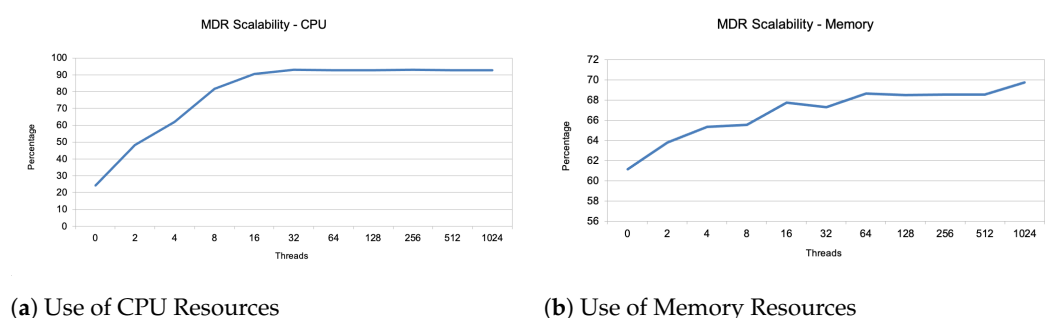 MDR Scalability - CPU
Percentage
100
90
80
70
60
50
40
30
20
10
0
0 2 4 8 16 32 64 128 256 512 1024
Threads
(a) Use of CPU Resources
MDR Scalability - Memory
Percentage
72
70
68
66
64
62
60
58
56
0 2 4 8 16 32 64 128 256 512 1024
Threads
(b) Use of Memory Resources